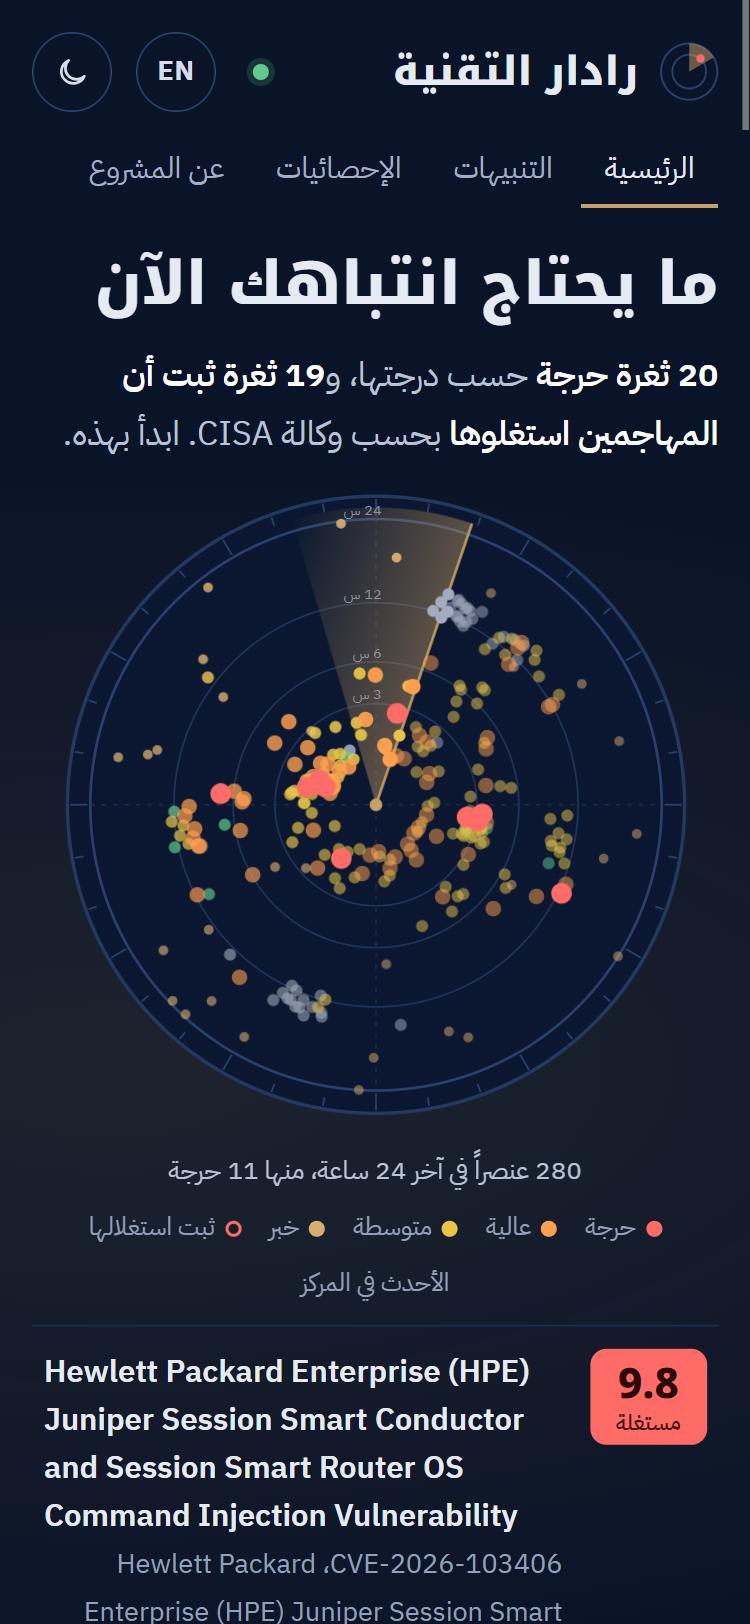 رادار التقنية
EN
الرئيسية
التنبيهات
الإحصائيات
عن المشروع
ما يحتاج انتباهك الآن
20 ثغرة حرجة حسب درجتها، و19 ثغرة ثبت أن
المهاجمين استغلوها بحسب وكالة CISA. ابدأ بهذه.
24 س
12 س
6 س
3 س
280 عنصراً في آخر 24 ساعة، منها 11 حرجة
حرجة
عالية
متوسطة
خبر
ثبت استغلالها
الأحدث في المركز
9.8
مستغلة
Hewlett Packard Enterprise (HPE)
Juniper Session Smart Conductor
and Session Smart Router OS
Command Injection Vulnerability
CVE-2026-103406، Hewlett Packard
Enterprise (HPE) Juniper Session Smart